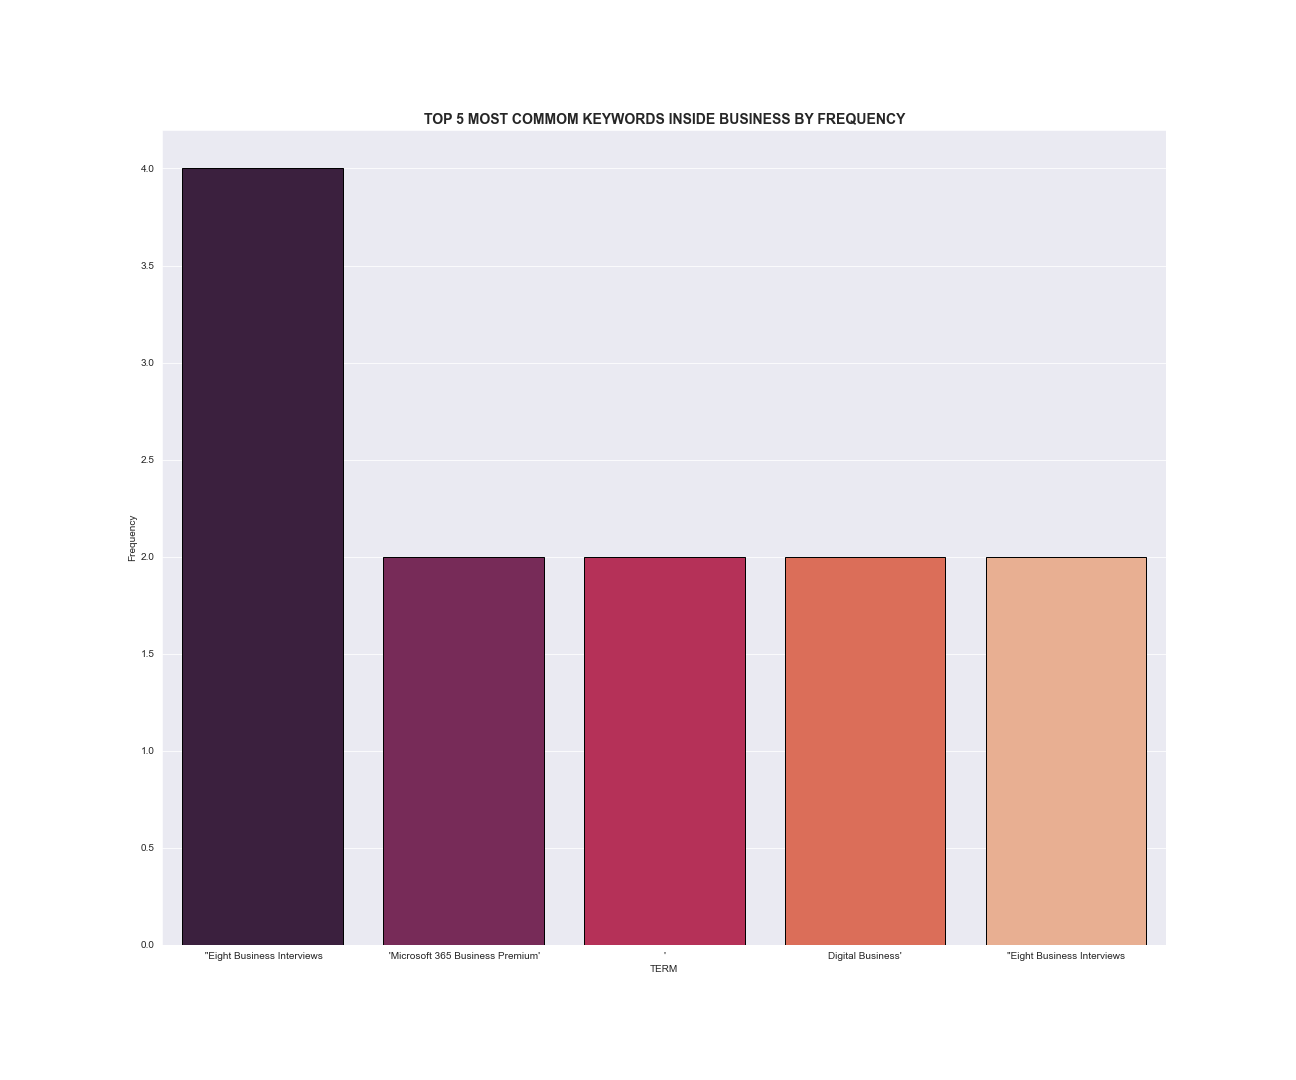 TOP 5 MOST COMMOM KEYWORDS INSIDE BUSINESS BY FREQUENCY
4.0
3.5
3.0
2.5
2.0
1.5
1.0
0.5
0.0
Frequency
"Eight Business Interviews
'Microsoft 365 Business Premium'
'
Digital Business'
"Eight Business Interviews
TERM